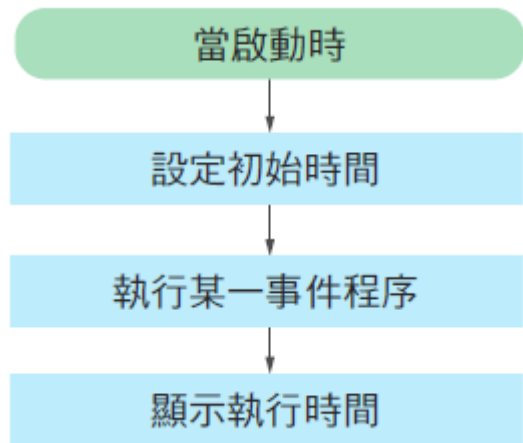 當啟動時
設定初始時間
執行某一事件程序
顯示執行時間